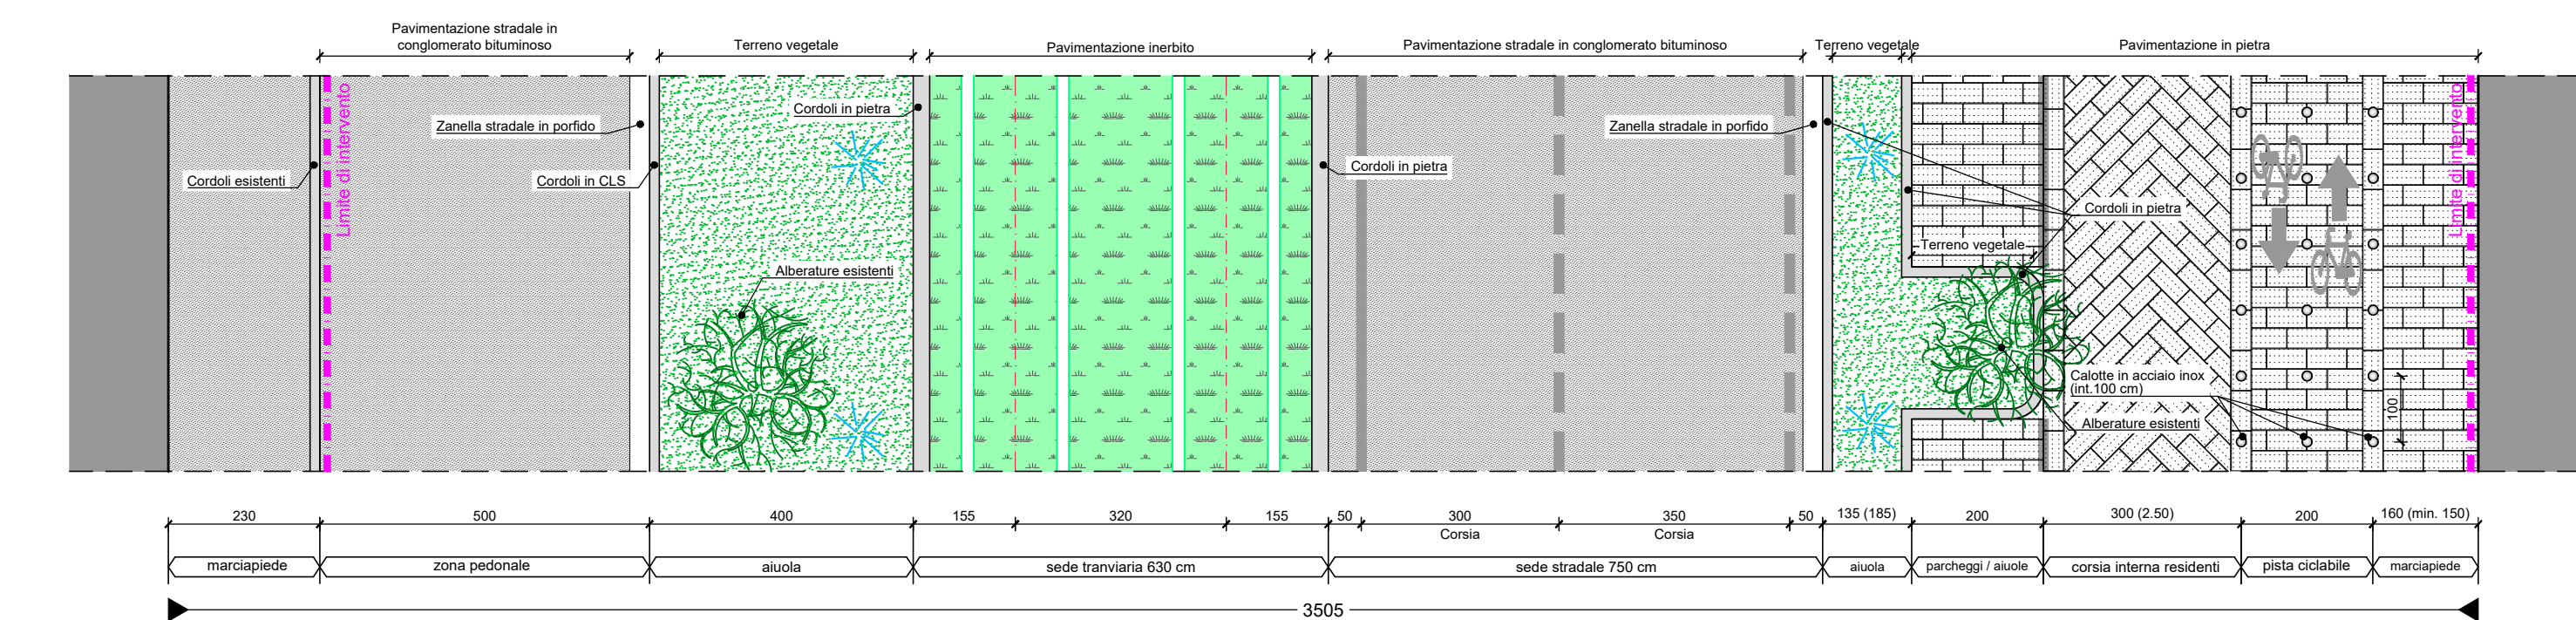 Pavimentazione stradale in
conglomerato bituminoso
Terreno vegetale
Pavimentazione inerbito
Pavimentazione stradale in conglomerato bituminoso
Terreno vegetale
Pavimentazione in pietra
Limite di intervento
Zanella stradale in porfido
Cordoli esistenti
Cordoli in CLS
Cordoli in pietra
Alberature esistenti
Cordoli in pietra
Zanella stradale in porfido
Cordoli in pietra
Terreno vegetale
Calotte in acciaio inox
(int.100 cm)
Alberature esistenti
100
Limite di intervento
230
500
400
155
320
155
50
300
350
50
135 (185)
200
300 (2.50)
200
160 (min. 150)
Corsia
Corsia
marciapiede
zona pedonale
aiuola
sede tranviaria 630 cm
sede stradale 750 cm
aiuola
parcheggi / aiuole
corsia interna residenti
pista ciclabile
marciapiede
3505